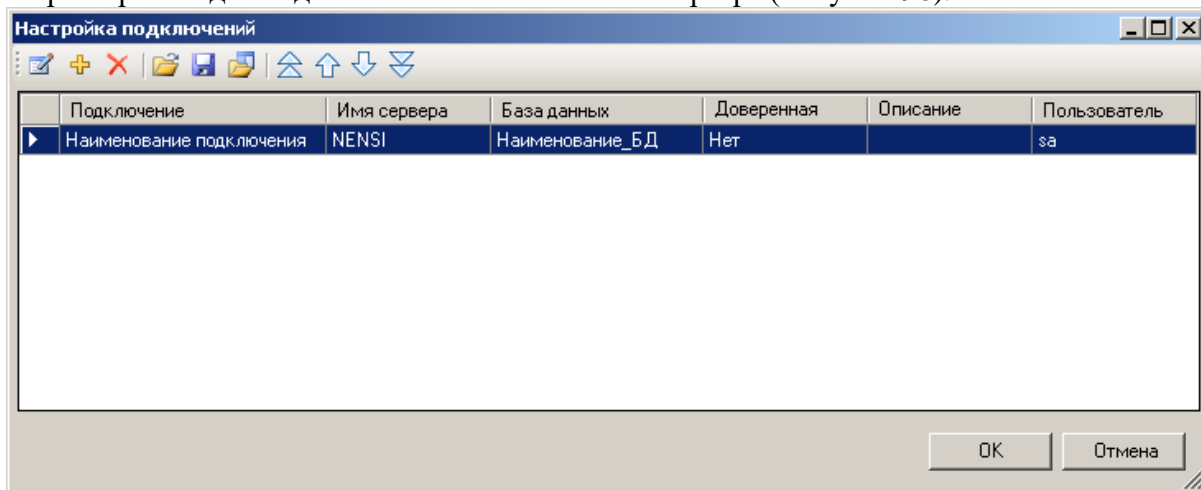 Настройка подключений
Подключение Имя сервера База данных Доверенная Описание Пользователь
Наименование подключения NENSI Наименование_БД Нет sa
OK Отмена